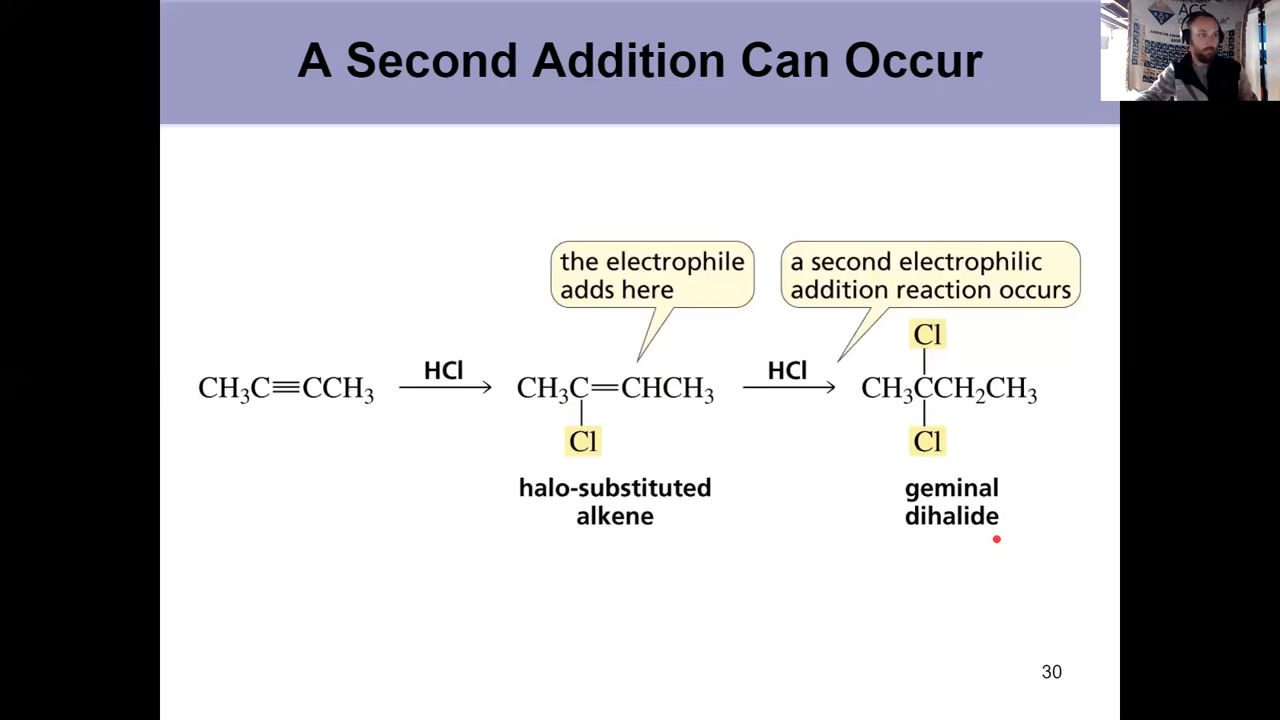 A Second Addition Can Occur
ACS
the electrophile
adds here
a second electrophilic
addition reaction occurs
Cl
HCl
HCl
CH₃C≡CCH₃
CH₃C=CHCH₃
CH₃CCH₂CH₃
Cl
Cl
halo-substituted
alkene
geminal
dihalide
30